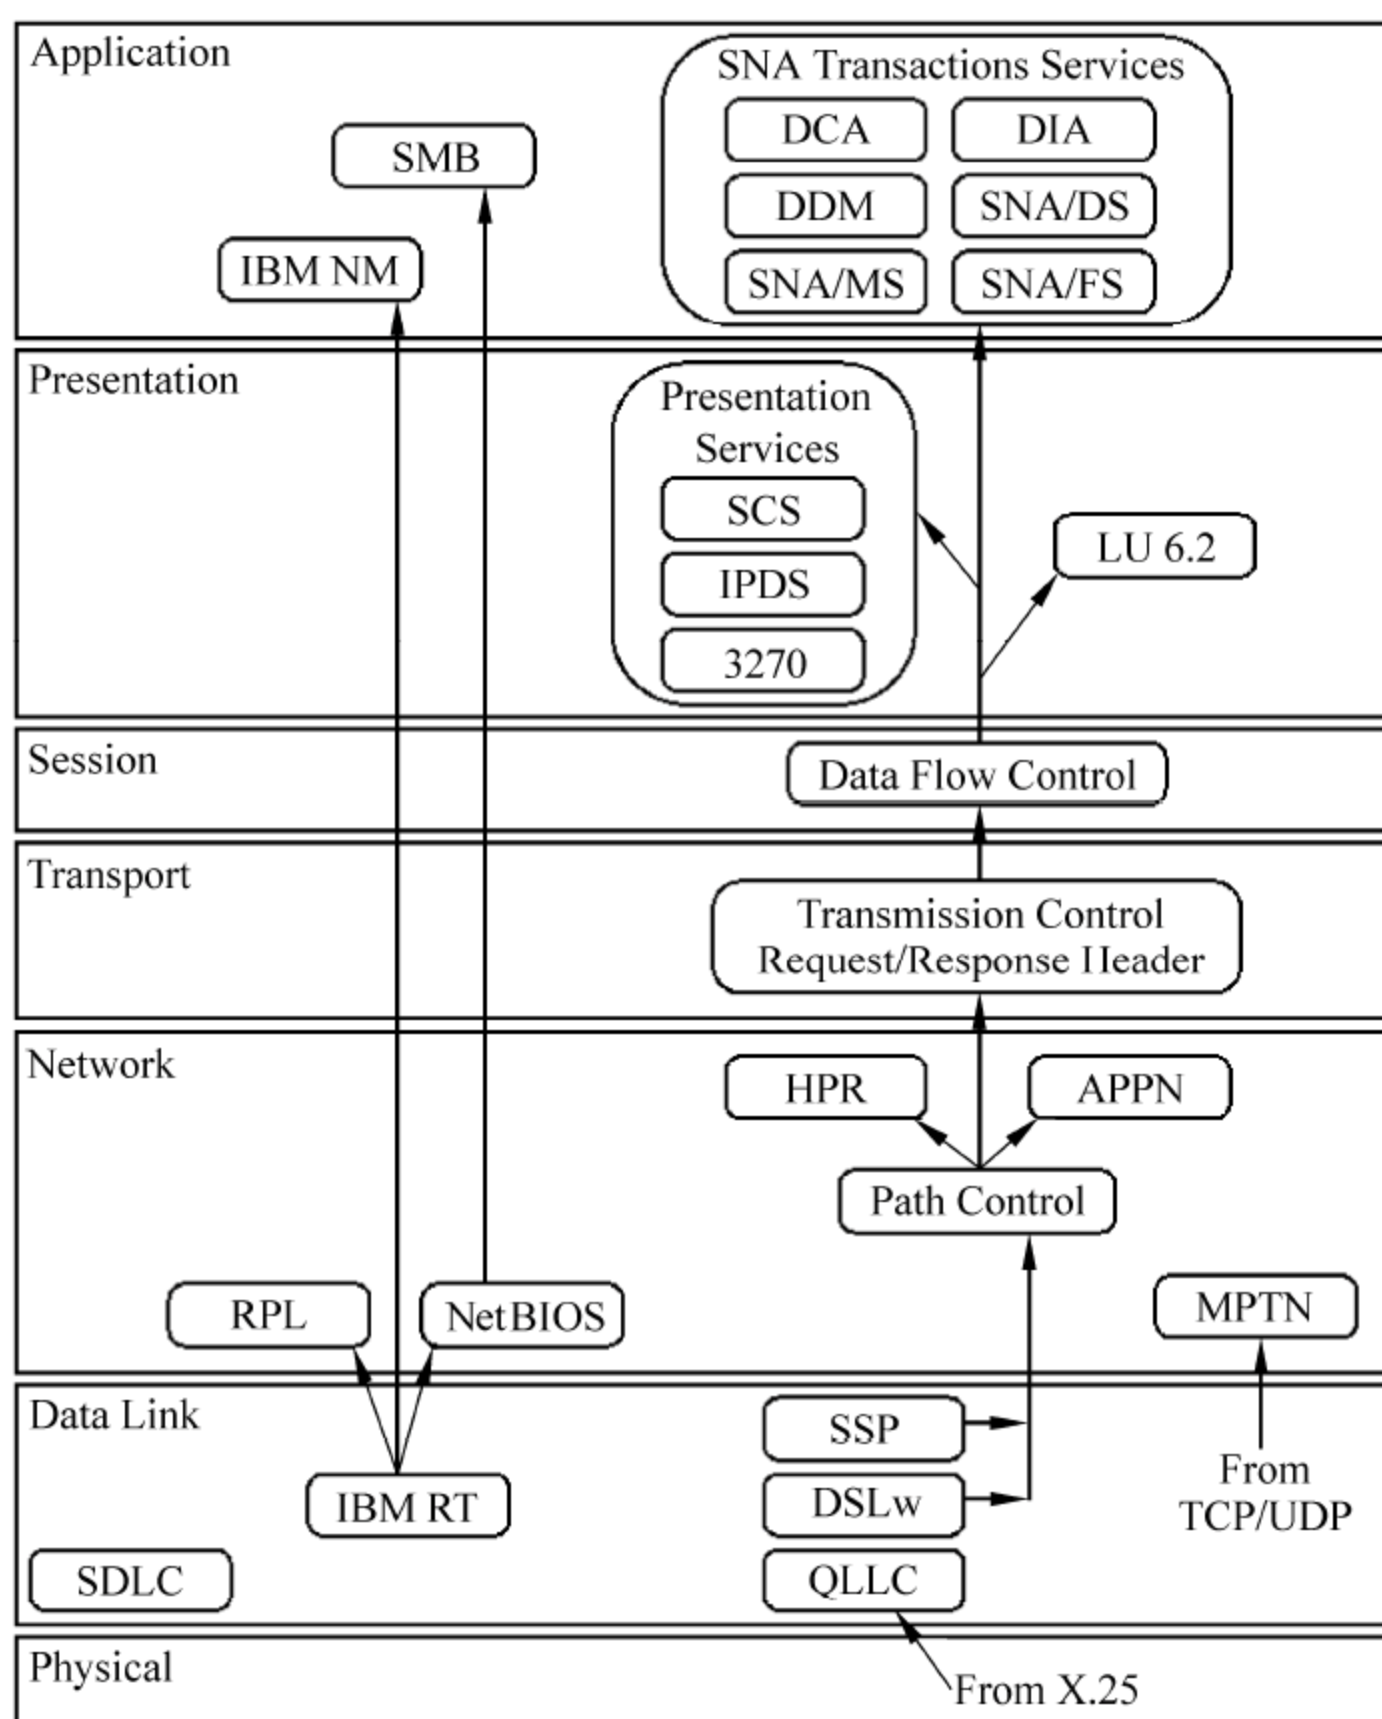 Application
SNA Transactions Services
DCA
DIA
SMB
DDM
SNA/DS
IBM NM
SNA/MS
SNA/FS
Presentation
Presentation
Services
SCS
LU 6.2
IPDS
3270
Session
Data Flow Control
Transport
Transmission Control
Request/Response Header
Network
HPR
APPN
Path Control
RPL
NetBIOS
MPTN
Data Link
SSP
From
TCP/UDP
IBM RT
DSLw
SDLC
QLLC
Physical
From X.25